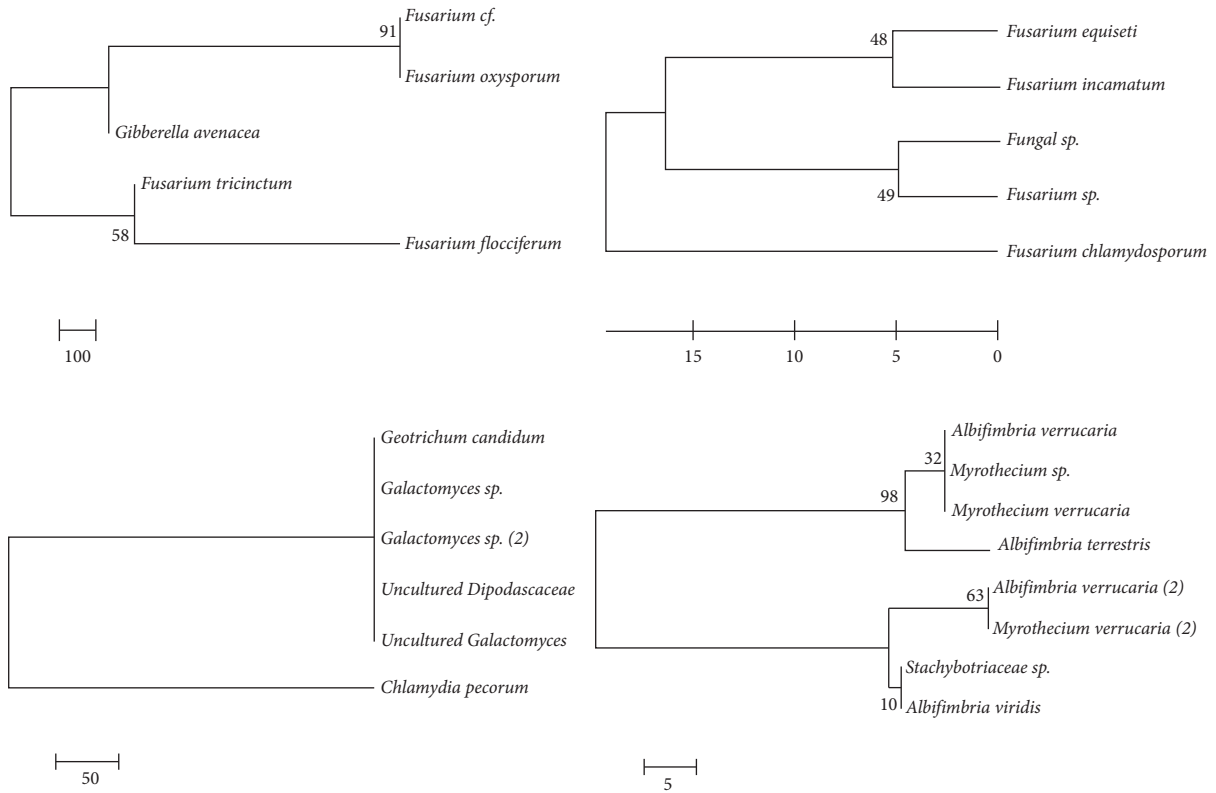 Fusarium cf.
91
Fusarium oxysporum
Gibberella avenacea
Fusarium tricinctum
58
Fusarium flocciferum
100
48
Fusarium equiseti
Fusarium incamatum
Fungal sp.
49
Fusarium sp.
Fusarium chlamydosporum
15 10 5 0
Geotrichum candidum
Galactomyces sp.
Galactomyces sp. (2)
Uncultured Dipodascaceae
Uncultured Galactomyces
Chlamydia pecorum
50
Albifimbria verrucaria
32
Myrothecium sp.
98
Myrothecium verrucaria
Albifimbria terrestris
63
Albifimbria verrucaria (2)
Myrothecium verrucaria (2)
Stachybotriaceae sp.
10
Albifimbria viridis
5